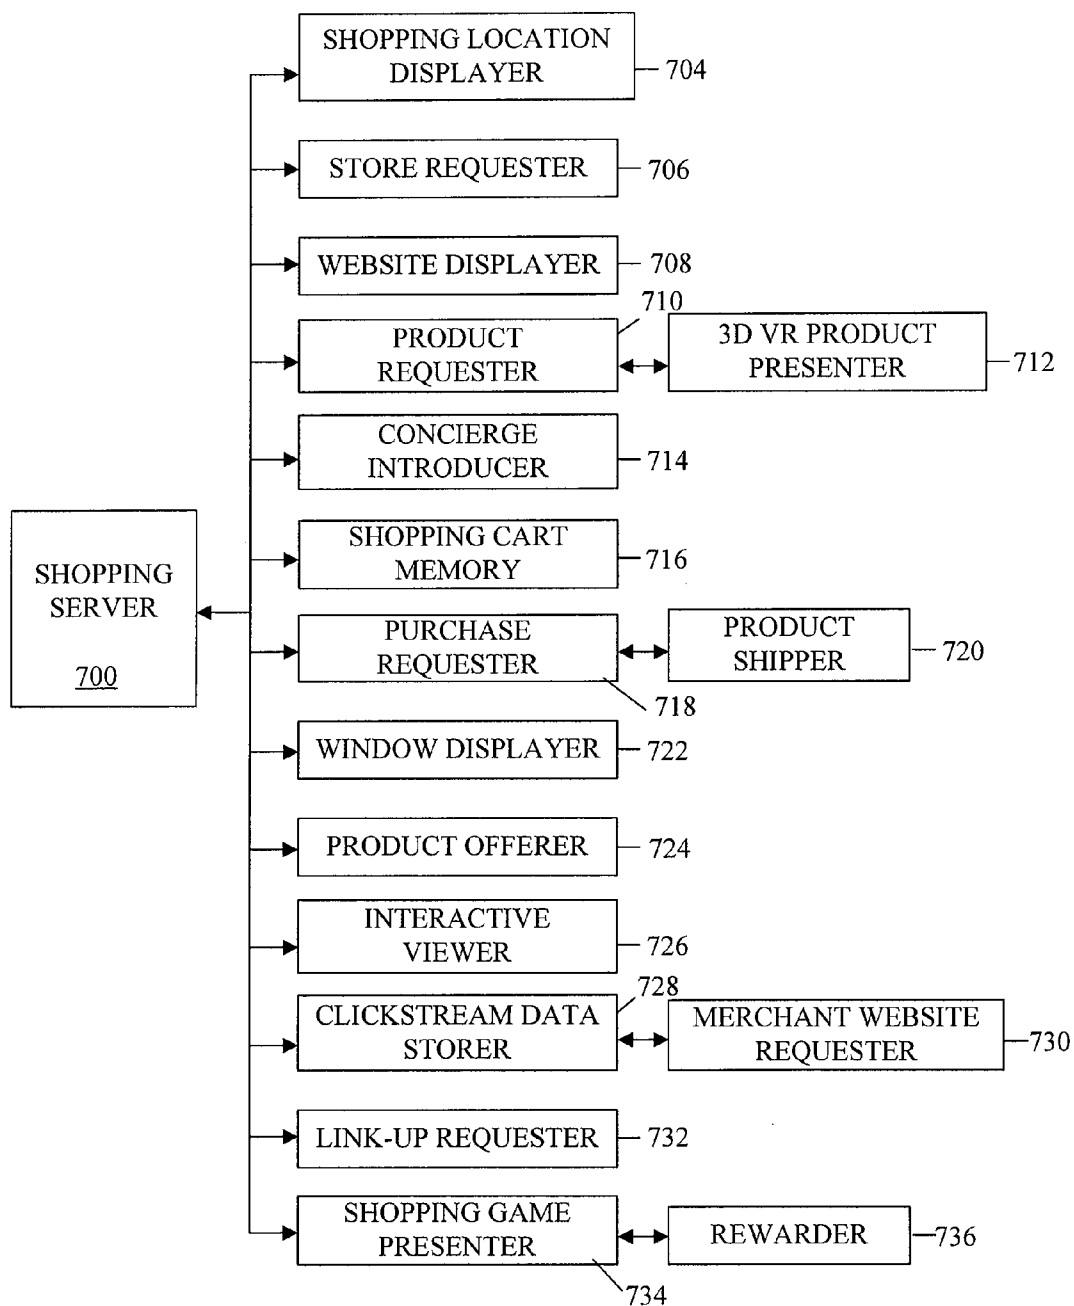 SHOPPING LOCATION
DISPLAYER
704
STORE REQUESTER
706
WEBSITE DISPLAYER
708
710
PRODUCT
REQUESTER
3D VR PRODUCT
PRESENTER
712
CONCIERGE
INTRODUCER
714
SHOPPING CART
MEMORY
716
SHOPPING
SERVER
700
PURCHASE
REQUESTER
718
PRODUCT
SHIPPER
720
WINDOW DISPLAYER
722
PRODUCT OFFERER
724
INTERACTIVE
VIEWER
726
728
CLICKSTREAM DATA
STORER
MERCHANT WEBSITE
REQUESTER
730
LINK-UP REQUESTER
732
SHOPPING GAME
PRESENTER
734
REWARDER
736